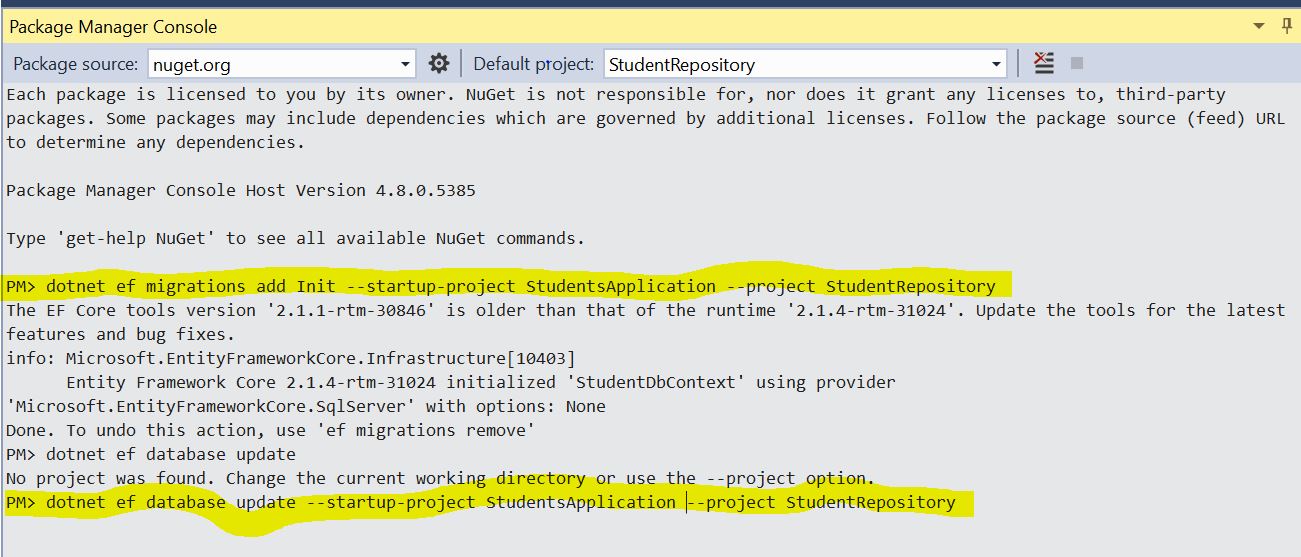 Package Manager Console
Package source: nuget.org Default project: StudentRepository
Each package is licensed to you by its owner. NuGet is not responsible for, nor does it grant any licenses to, third-party
packages. Some packages may include dependencies which are governed by additional licenses. Follow the package source (feed) URL
to determine any dependencies.
Package Manager Console Host Version 4.8.0.5385
Type 'get-help NuGet' to see all available NuGet commands.
PM> dotnet ef migrations add Init --startup-project StudentsApplication --project StudentRepository
The EF Core tools version '2.1.1-rtm-30846' is older than that of the runtime '2.1.4-rtm-31024'. Update the tools for the latest
features and bug fixes.
info: Microsoft.EntityFrameworkCore.Infrastructure[10403]
      Entity Framework Core 2.1.4-rtm-31024 initialized 'StudentDbContext' using provider
'Microsoft.EntityFrameworkCore.SqlServer' with options: None
Done. To undo this action, use 'ef migrations remove'
PM> dotnet ef database update
No project was found. Change the current working directory or use the --project option.
PM> dotnet ef database update --startup-project StudentsApplication --project StudentRepository